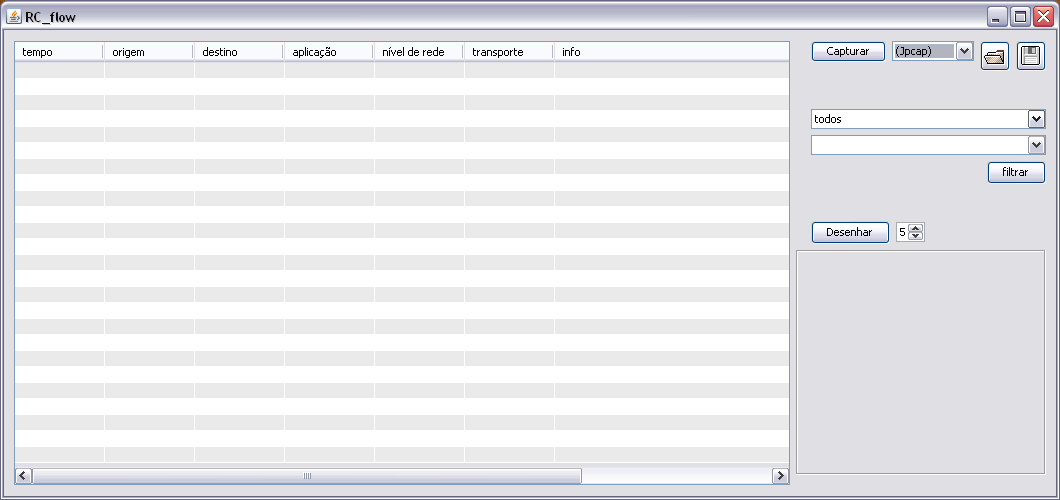 RC_flow
tempo origem destino aplicação nível de rede transporte info
Capturar (Jpcap)
todos
filtrar
Desenhar 5